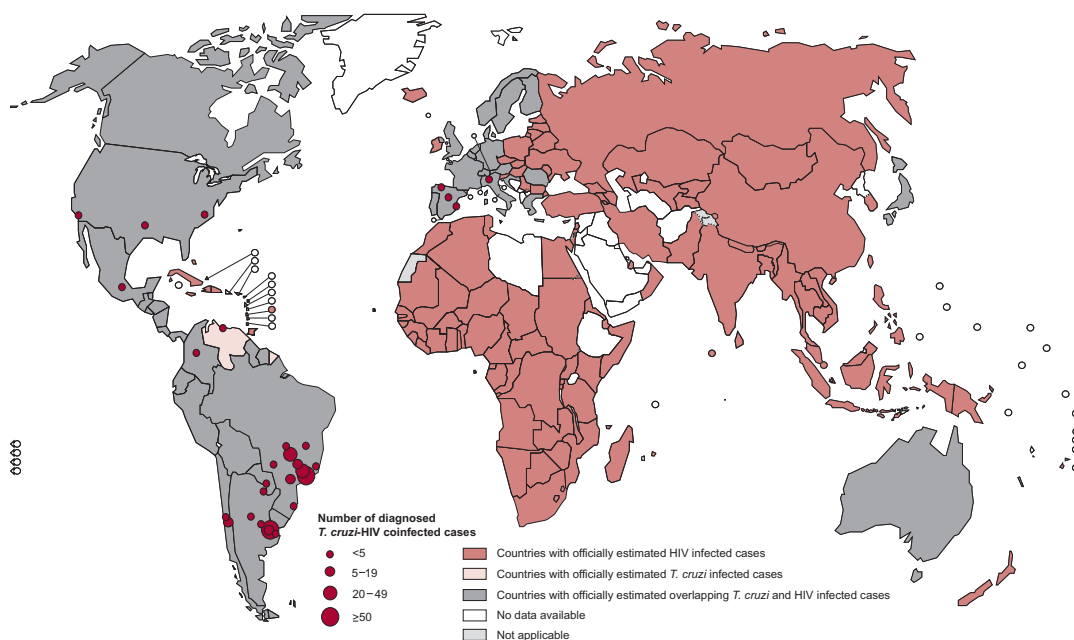 Number of diagnosed
T. cruzi-HIV coinfected cases
<5
5–19
20–49
≥50
Countries with officially estimated HIV infected cases
Countries with officially estimated T. cruzi infected cases
Countries with officially estimated overlapping T. cruzi and HIV infected cases
No data available
Not applicable